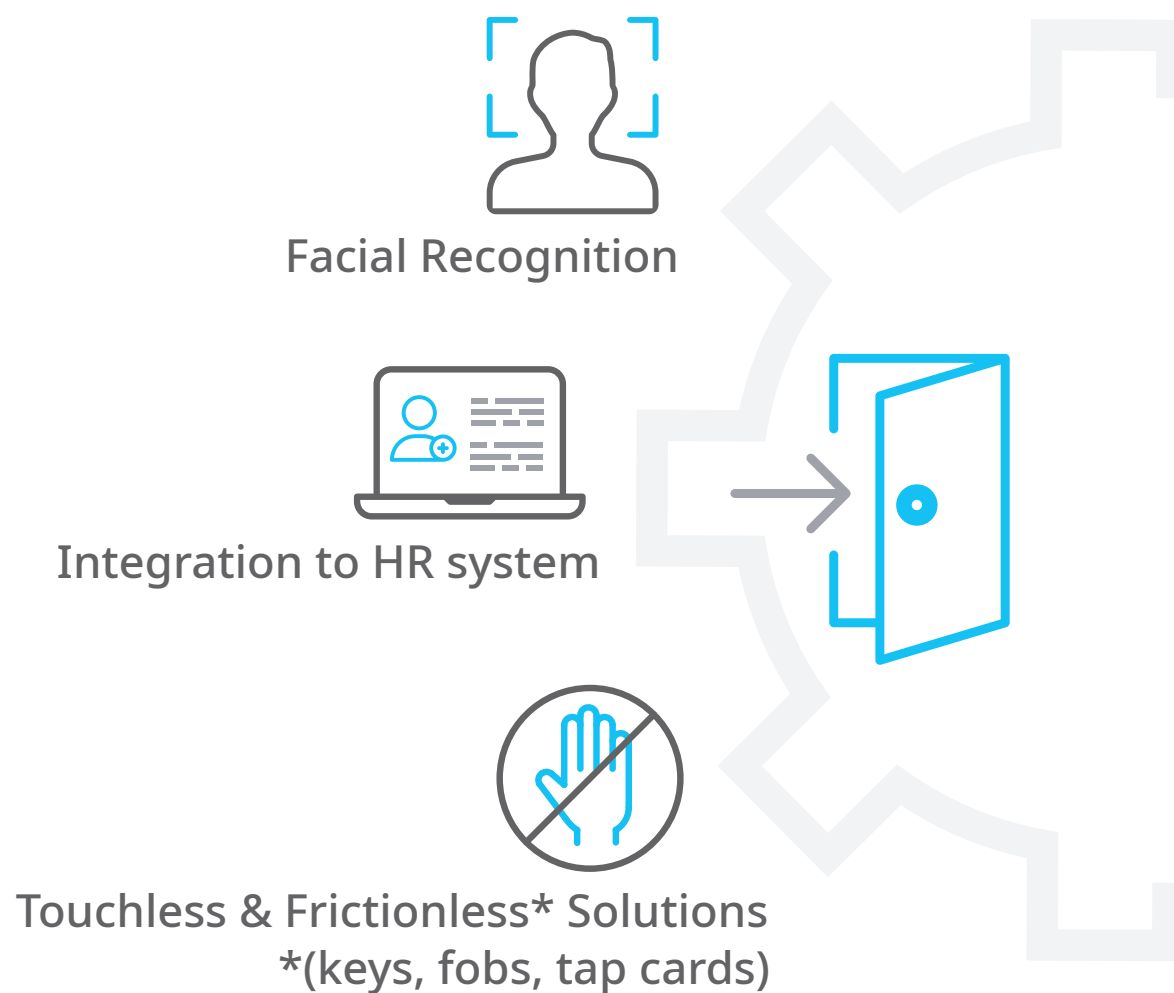 Facial Recognition
Integration to HR system
Touchless & Frictionless* Solutions
*(keys, fobs, tap cards)